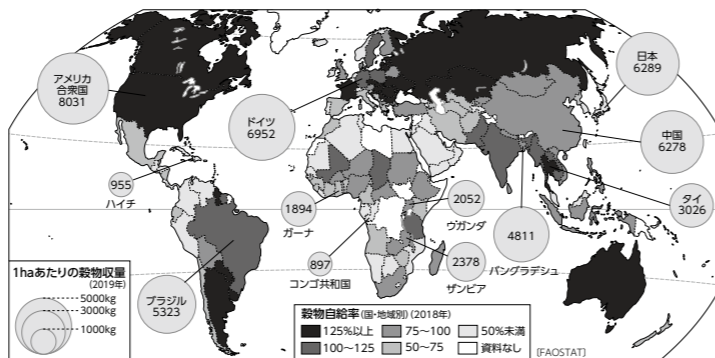 アメリカ
合衆国
8031
ドイツ
6952
日本
6289
中国
6278
955
ハイチ
1894
ガーナ
2052
ウガンダ
4811
バングラデシュ
タイ
3026
897
コンゴ共和国
2378
ザンビア
ブラジル
5323
1haあたりの穀物収量
(2019年)
5000kg
3000kg
1000kg
穀物自給率(国・地域別)(2018年)
125%以上
75~100
50%未満
100~125
50~75
資料なし
[FAOSTAT]